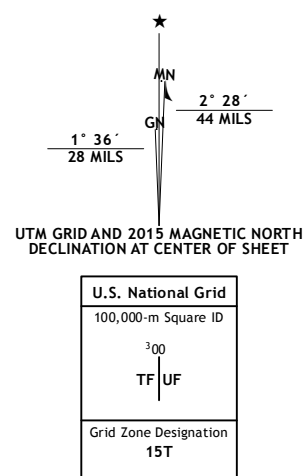 ★
MN
GN
2° 28´
44 MILS
1° 36´
28 MILS
UTM GRID AND 2015 MAGNETIC NORTH
DECLINATION AT CENTER OF SHEET
U.S. National Grid
100,000-m Square ID
³00
TF UF
Grid Zone Designation
15T